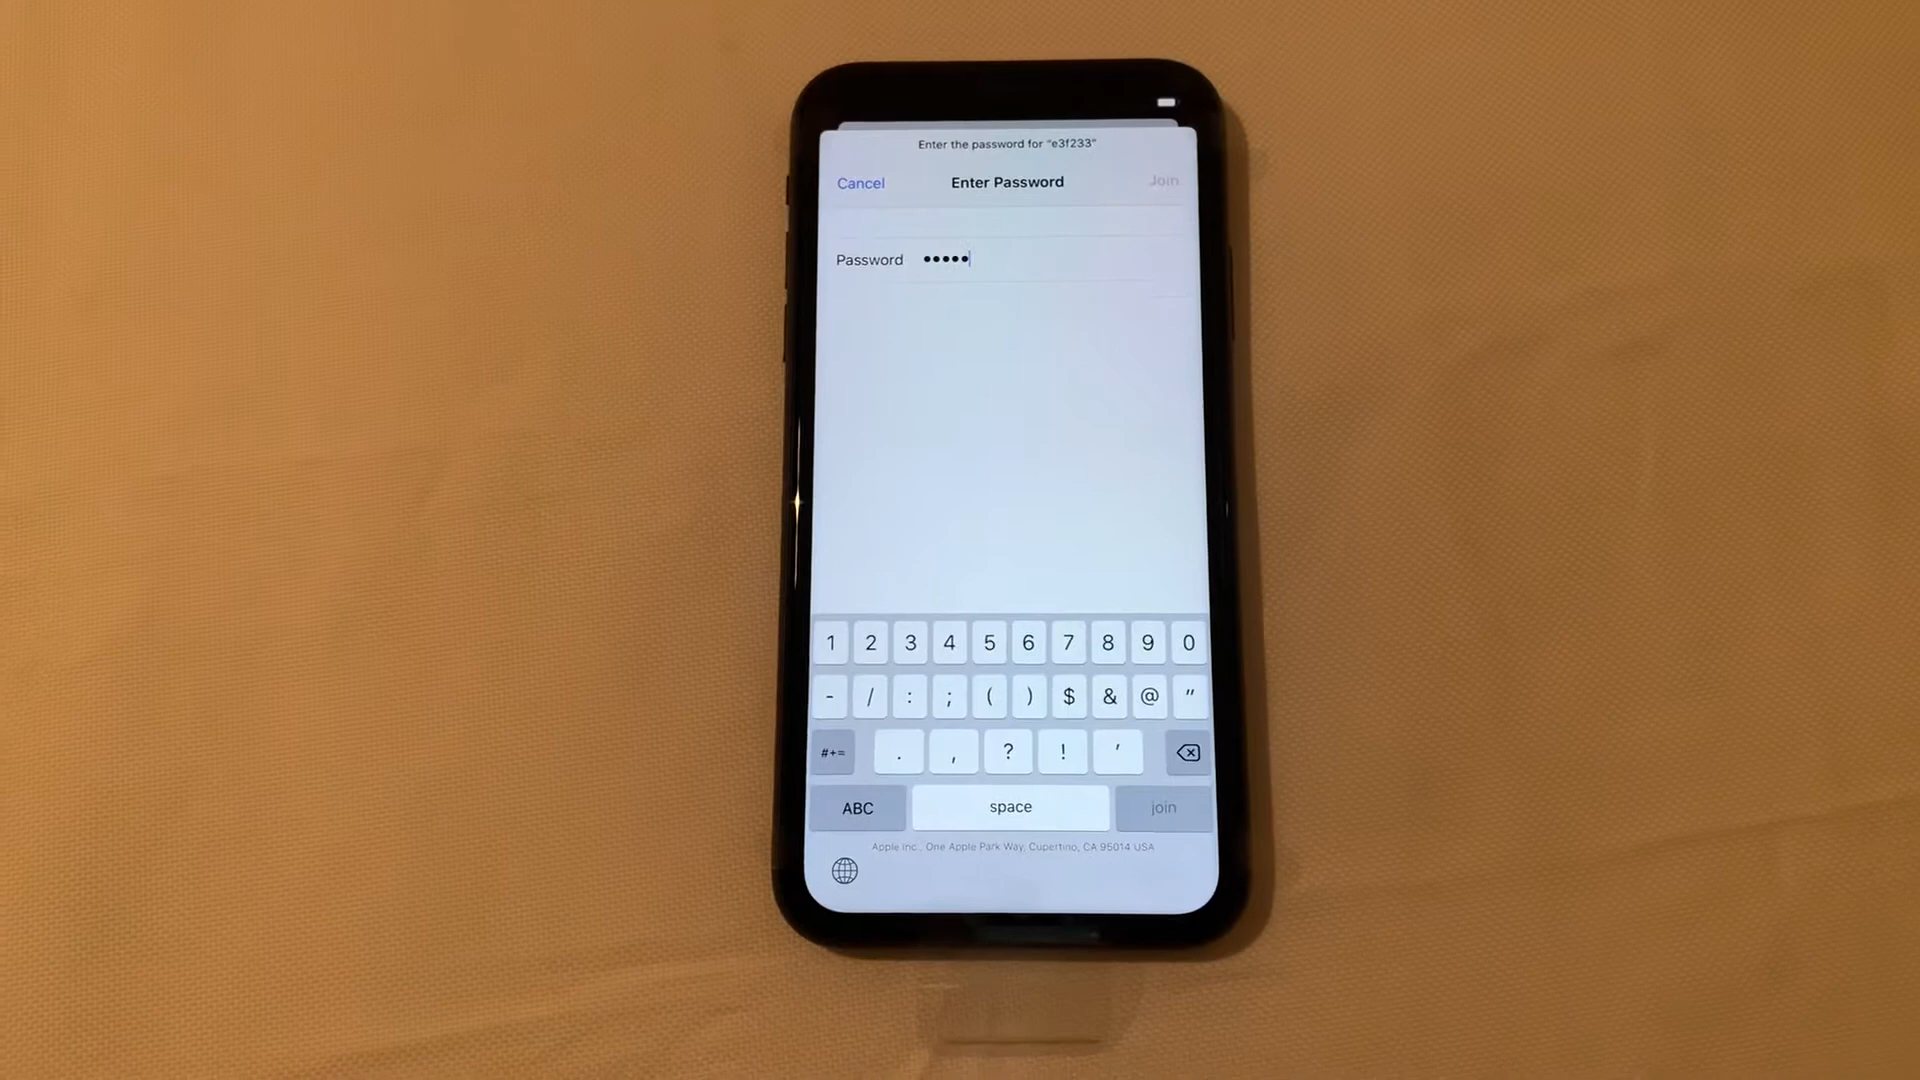 Enter the password for "e3f233"
Cancel Enter Password Join
Password •••••
1 2 3 4 5 6 7 8 9 0
- / : ; ( ) $ & @ "
#+= . , ? ! '
ABC space join
Apple Inc., One Apple Park Way, Cupertino, CA 95014 USA